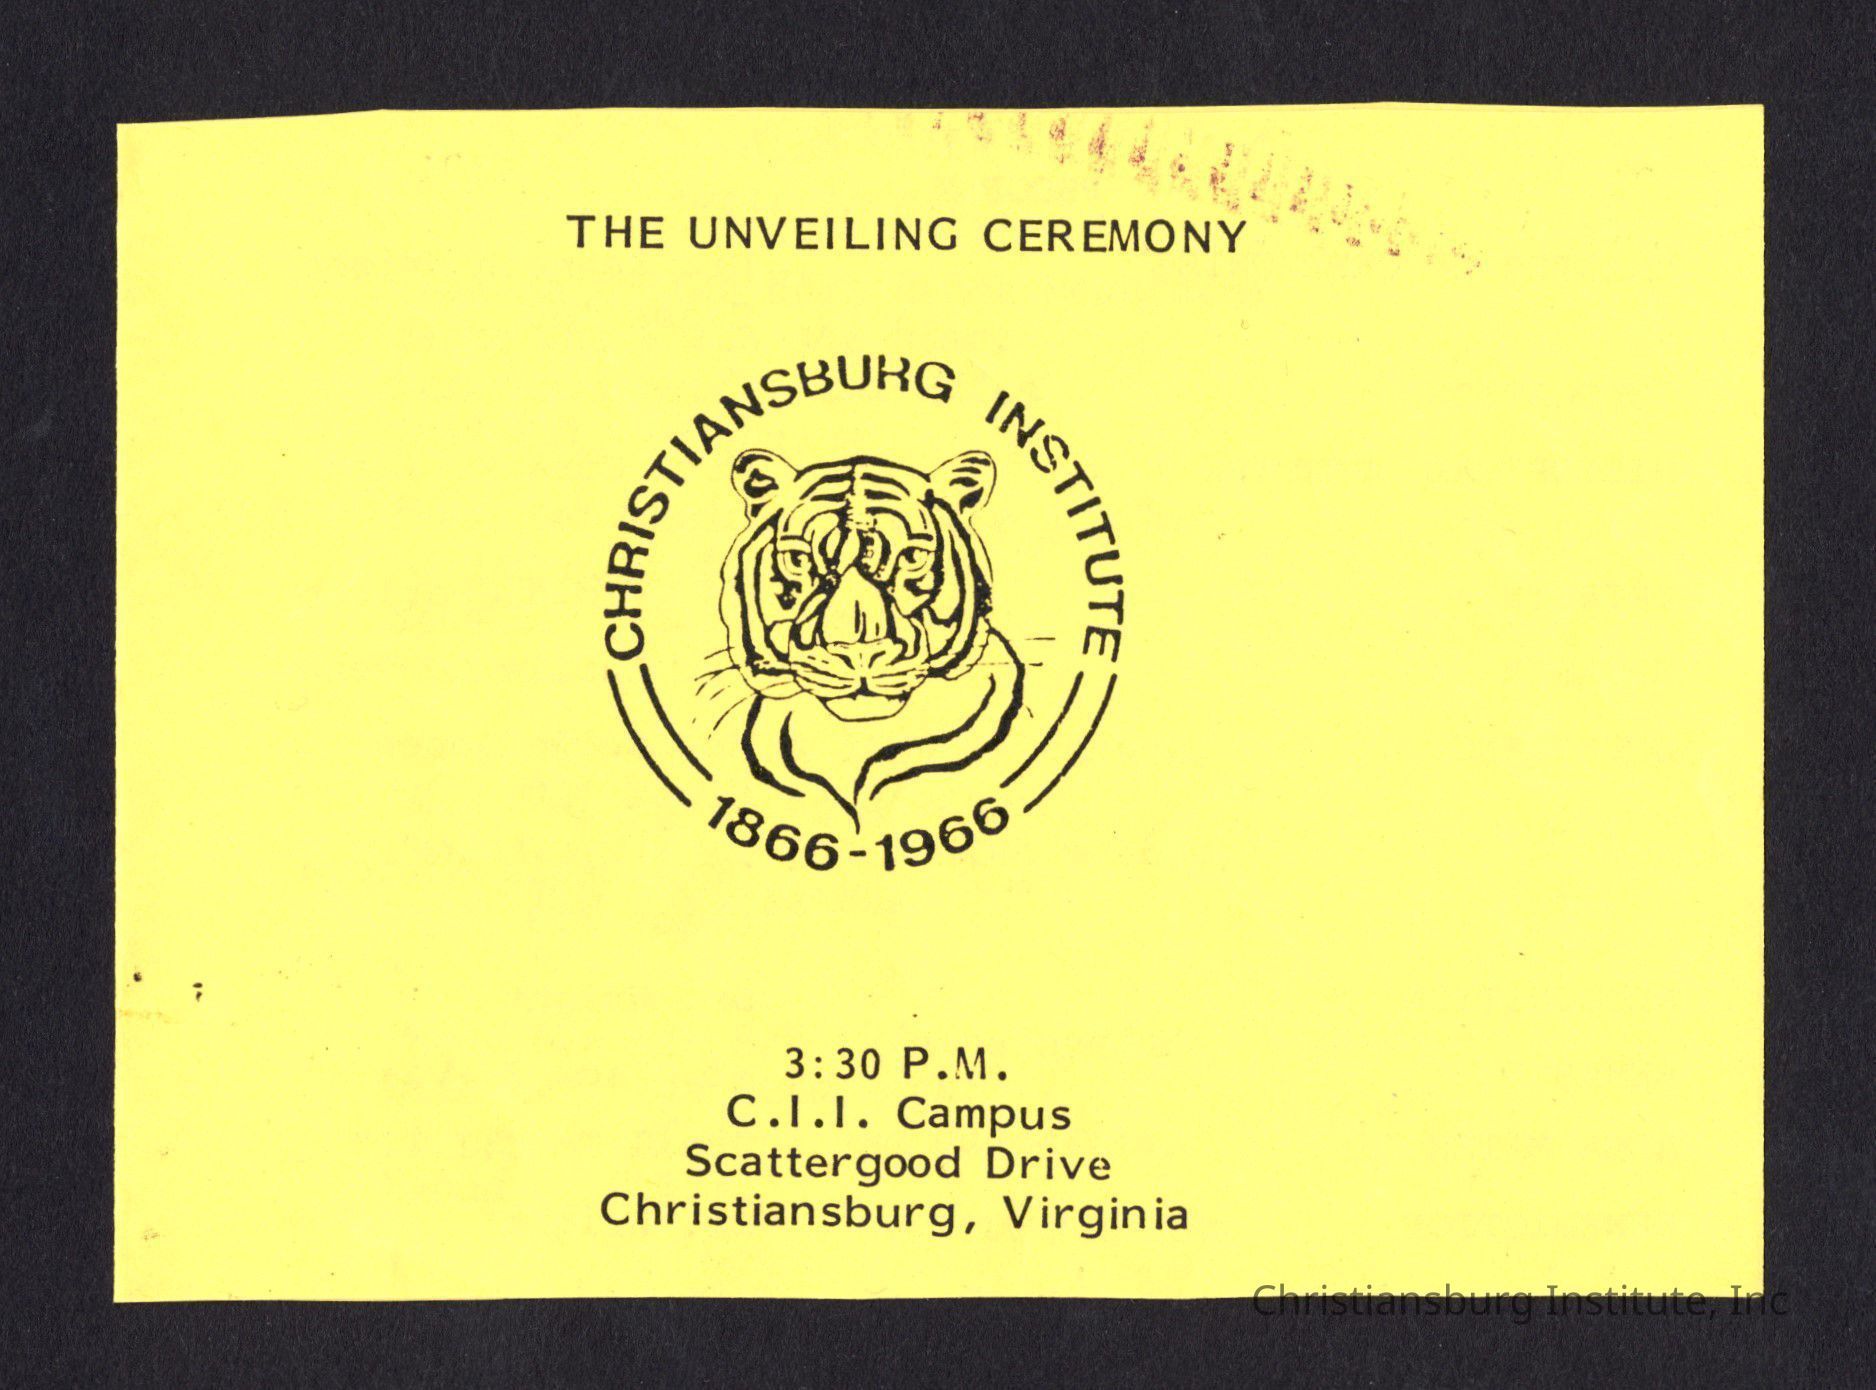 THE UNVEILING CEREMONY
CHRISTIANSBURG INSTITUTE
1866-1966
3:30 P.M.
C.I.I. Campus
Scattergood Drive
Christiansburg, Virginia
Christiansburg Institute, Inc